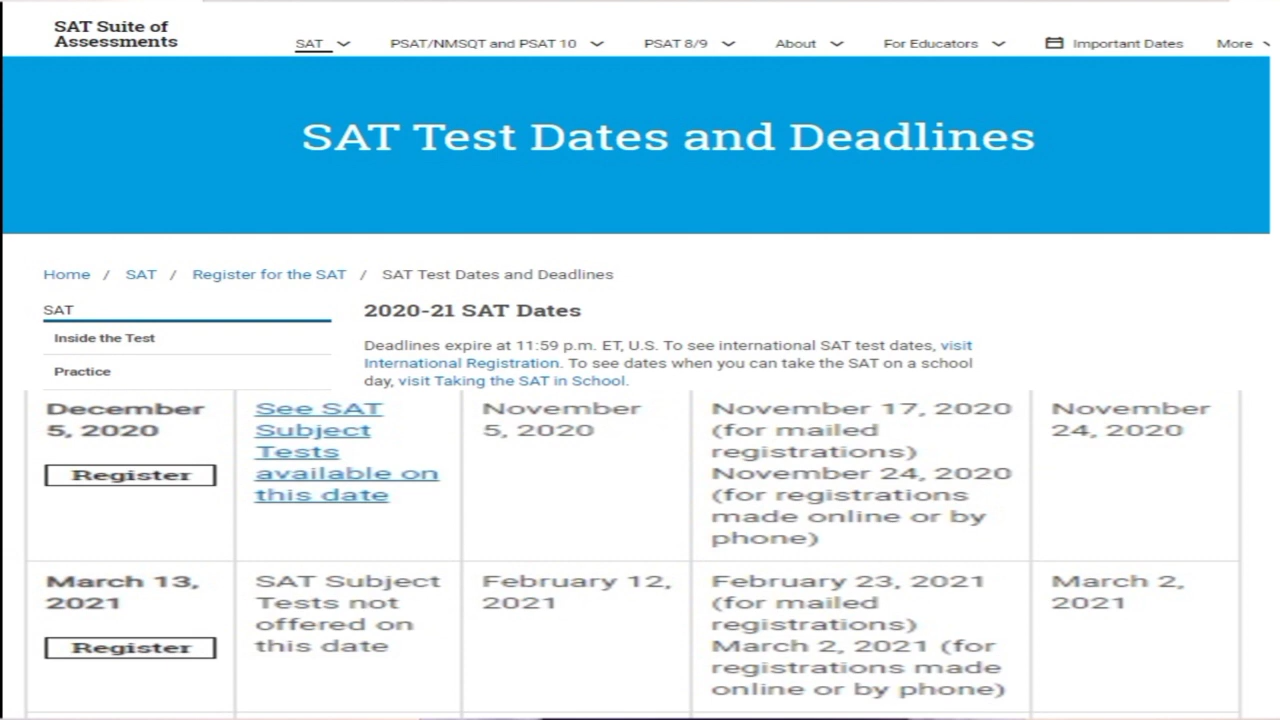 SAT Suite of
Assessments
SAT
PSAT/NMSQT and PSAT 10
PSAT 8/9
About
For Educators
Important Dates
More
SAT Test Dates and Deadlines
Home / SAT / Register for the SAT / SAT Test Dates and Deadlines
SAT
Inside the Test
Practice
2020-21 SAT Dates
Deadlines expire at 11:59 p.m. ET, U.S. To see international SAT test dates, visit
International Registration. To see dates when you can take the SAT on a school
day, visit Taking the SAT in School.
December
5, 2020
Register
See SAT
Subject
Tests
available on
this date
November
5, 2020
November 17, 2020
(for mailed
registrations)
November 24, 2020
(for registrations
made online or by
phone)
November
24, 2020
March 13,
2021
Register
SAT Subject
Tests not
offered on
this date
February 12,
2021
February 23, 2021
(for mailed
registrations)
March 2, 2021 (for
registrations made
online or by phone)
March 2,
2021